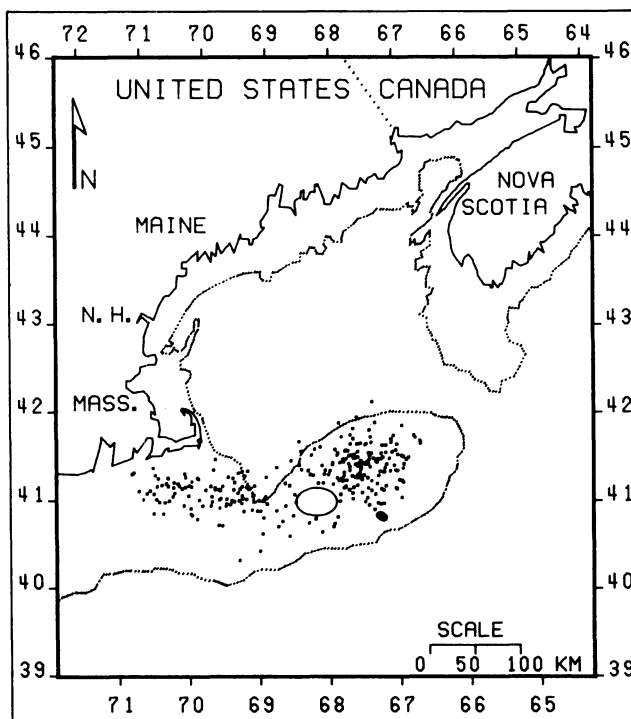 72 71 70 69 68 67 66 65 64
46 46
UNITED STATES CANADA
45 45
N
NOVA
SCOTIA
44 44
MAINE
N.H.
43 43
42 42
MASS.
41 41
40 40
SCALE
0 50 100 KM
39 39
71 70 69 68 67 66 65